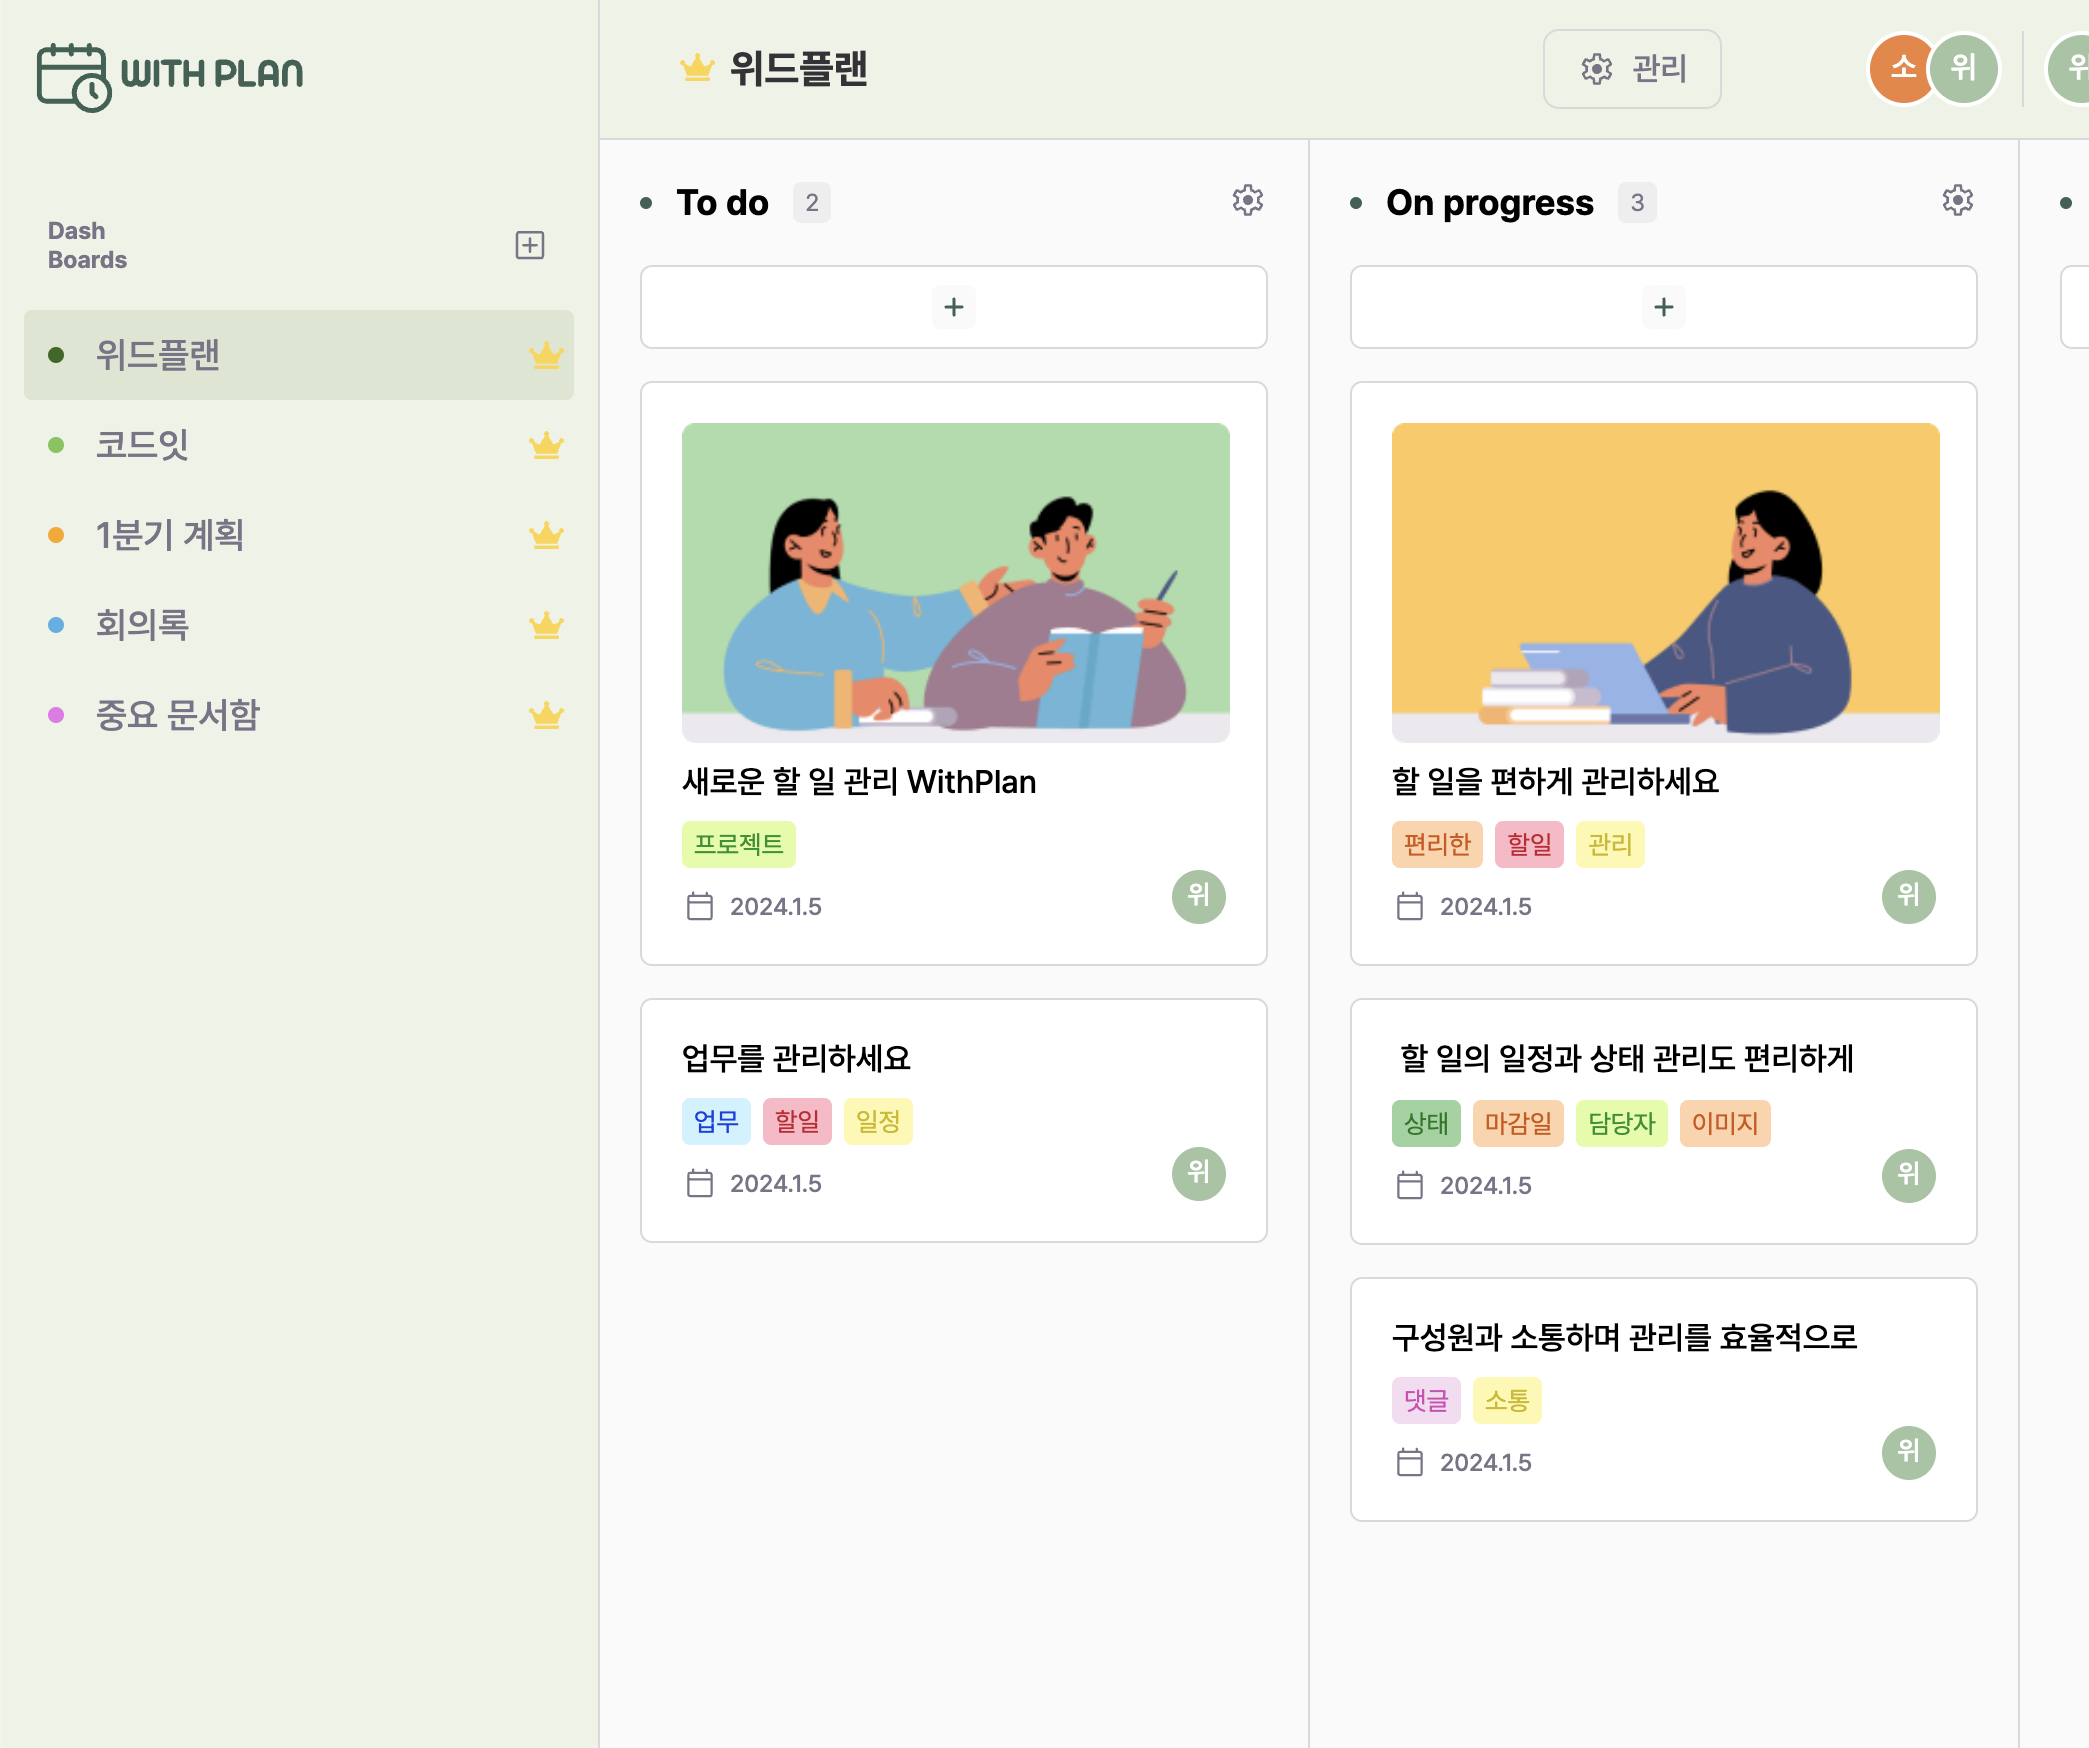 WITH PLAN
Dash
Boards
위드플랜
코드잇
1분기 계획
회의록
중요 문서함
위드플랜
관리
소
위
To do
2
+
새로운 할 일 관리 WithPlan
프로젝트
2024.1.5
위
업무를 관리하세요
업무 할일 일정
2024.1.5
위
On progress
3
+
할 일을 편하게 관리하세요
편리한 할일 관리
2024.1.5
위
할 일의 일정과 상태 관리도 편리하게
상태 마감일 담당자 이미지
2024.1.5
위
구성원과 소통하며 관리를 효율적으로
댓글 소통
2024.1.5
위